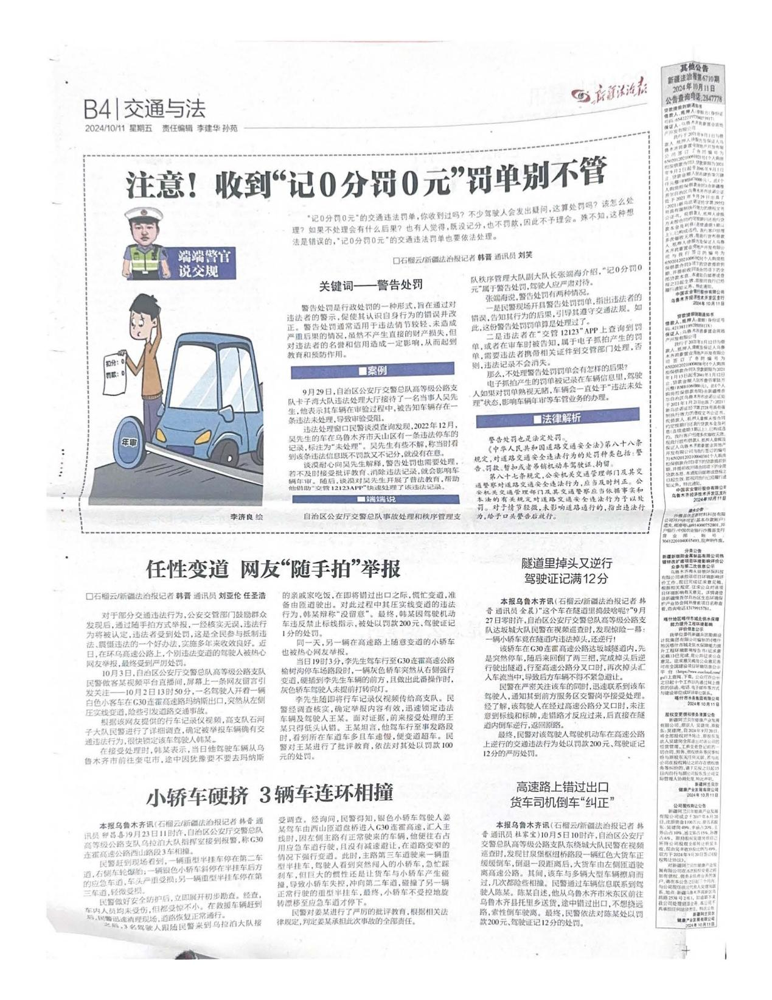 B4|交通与法
2024/10/11 星期五 责任编辑 李建华 孙苑
新疆法治报
注意！收到“记0分罚0元”罚单别不管
“记0分罚0元”的交通违法罚单，你收到过吗？不少驾驶人会发出疑问，这算处罚吗？该怎么处
理？如果不处理会有什么后果？也有人觉得，既没记分，也不罚款，因此不予理会。殊不知，这种想
法是错误的，“记0分罚0元”的交通违法罚单也要依法处理。
□石榴云/新疆法治报记者 韩晋 通讯员 刘笑
端端警官
说交规
扣分：0
罚款：0
年审
李济良 绘
关键词——警告处罚
警告处罚是行政处罚的一种形式，旨在通过对
违法者的警示，促使其认识自身行为的错误并改
正。警告处罚通常适用于违法情节较轻、未造成
严重后果的情况，虽然不产生直接的财产损失，但
对违法者的名誉和信用造成一定影响，从而起到
教育和预防作用。
■案例
9月29日，自治区公安厅交警总队高等级公路支
队卡子湾大队违法处理大厅接待了一名当事人吴先
生，他表示其车辆在审验过程中，被告知车辆存在一
条违法未处理，导致审验受阻。
违法处理窗口民警谈漠查询发现，2022年12月，
吴先生的车在乌鲁木齐市天山区有一条违法停车的
记录，标注为“未处理”。吴先生有些不解，称当时看
到该条违法信息既不罚款又不记分，就没有在意。
谈漠耐心向吴先生解释，警告处罚也需要处理，
若不及时接受批评教育、消除违法记录，就会影响车
辆年审。随后，谈漠对吴先生开展了普法教育，帮助
他借助“交管12123APP”快速处理了该违法记录。
■端端说
自治区公安厅交警总队事故处理和秩序管理支
队秩序管理大队副大队长张端海介绍，“记0分罚0
元”属于警告处罚，驾驶人应严肃对待。
张端海说，警告处罚有两种情况。
一是民警现场开具警告处罚罚单，指出违法者的
错误，告知其行为的后果，引导其遵守交通法规。如
此，这份警告处罚罚单算是处理过了。
二是违法者在“交管12123”APP上查询到罚
单，或者在审车时被告知，属于电子抓拍产生的罚
单，需要违法者携带相关证件到交管部门处理，否
则，违法记录不会消失。
那么，不处理警告处罚罚单会有怎样的后果？
电子抓拍产生的罚单被记录在车辆信息里，驾驶
人如果对罚单熟视无睹，车辆会一直处于“违法未处
理”状态，影响车辆年审等车管业务的办理。
■法律解析
警告处罚也是法定处罚。
《中华人民共和国道路交通安全法》第八十八条
规定，对道路交通安全违法行为的处罚种类包括：警
告、罚款、暂扣或者吊销机动车驾驶证、拘留。
第八十七条规定，公安机关交通管理部门及其交
通警察对道路交通安全违法行为，应当及时纠正。公
安机关交通管理部门及其交通警察应当依据事实和
本法的有关规定对道路交通安全违法行为予以处
罚。对于情节轻微，未影响道路通行的，指出违法行
为，给予口头警告后放行。
任性变道 网友“随手拍”举报
□石榴云/新疆法治报记者 韩晋 通讯员 刘亚伦 任圣浩
对于部分交通违法行为，公安交管部门鼓励群众
发现后，通过随手拍方式举报，一经核实无误，违法行
为将被认定，违法者受到处罚，这是全民参与抵制违
法、震慑违法的一个好办法，实施多年来收效良好。近
日，在环乌高速公路上，个别违法变道的驾驶人被热心
网友举报，最终受到严厉处罚。
10月3日，自治区公安厅交警总队高等级公路支队
民警做客某视频平台直播间，屏幕上一条网友留言引
发关注——10月2日13时50分，一名驾驶人开着一辆
白色小客车在G30连霍高速路玛纳斯出口，突然从左侧
压实线变道，险些引发道路交通事故。
根据该网友提供的行车记录仪视频，高支队石河
子大队民警进行了详细调查，确定被举报车辆确有交
通违法行为，很快锁定该车驾驶人韩某。
在接受处理时，韩某表示，当日他驾驶车辆从乌
鲁木齐市前往奎屯市，途中因犹豫要不要去玛纳斯
的亲戚家吃饭，在即将错过出口之际，慌忙变道，准
备由匝道驶出。对此过程中其压实线变道的违法
行为，韩某辩称“没留意”。最终，韩某因驾驶机动
车违反禁止标线指示，被处以罚款200元，驾驶证记
1分的处罚。
同一天，另一辆在高速路上随意变道的小轿车
也被热心网友举报。
当日19时3分，李先生驾车行至G30连霍高速公路
榆树沟停车场路段时，一辆灰色轿车突然从右侧强行
变道，硬插到李先生车辆的前方，且做出此番操作时，
灰色轿车驾驶人未提前打转向灯。
李先生随即将行车记录仪视频传给高支队。民
警经调查核实，确定举报内容有效，迅速锁定违法
车辆及驾驶人王某。面对证据，前来接受处理的王
某只得低头认错。王某坦言，他驾车行至事发路段
时，看到所在车道车多且车速慢，便变道超车。民
警对王某进行了批评教育，依法对其处以罚款100
元的处罚。
隧道里掉头又逆行
驾驶证记满12分
本报乌鲁木齐讯（石榴云/新疆法治报记者 韩
晋 通讯员 金晨）“这个车在隧道里捣鼓啥呢？”9月
27日零时许，自治区公安厅交警总队高等级公路支
队达坂城大队民警在视频巡查时，发现惊险一幕：
一辆小轿车竟在隧道内违法掉头，还逆行！
该轿车在G30连霍高速公路达坂城隧道内，先
是突然停车，随后来回倒了两三把，完成掉头后逆
行驶出隧道，行至高速公路分叉口时，再次掉头汇
入车流当中，导致后方车辆不得不紧急避让。
民警在严密关注该车的同时，迅速联系到该车
驾驶人，通知其到前方服务区交警岗亭接受处理。
经了解，该驾驶人在经过高速公路分叉口时，未注
意到标线和标牌，走错路才反应过来，后直接在隧
道内倒车逆行，返回原路。
最终，民警对该驾驶人驾驶机动车在高速公路
上逆行的交通违法行为处以罚款200元、驾驶证记
12分的严厉处罚。
小轿车硬挤 3辆车连环相撞
本报乌鲁木齐讯（石榴云/新疆法治报记者 韩晋 通
讯员 卯昌喜）9月23日11时许，自治区公安厅交警总队
高等级公路支队乌拉泊大队指挥室接到报警，称G30
连霍高速公路西山路段3车相撞。
民警赶到现场看到，一辆重型半挂车停在第二车
道，右侧车轮爆胎；一辆银色小轿车斜停在半挂车后方
的应急车道，车头严重受损；另一辆重型半挂车停在第
三车道，轻微受损。
民警做好安全防护后，立即展开初步勘查。经查，
车内人员均未受伤，但都受惊不小。在救援车辆赶到
后，民警迅速清理现场，道路恢复正常通行。
之后，3名驾驶人跟随民警来到乌拉泊大队接
受调查。经询问，民警得知，银色小轿车驾驶人姜
某驾车由西山匝道盘桥进入G30连霍高速，汇入主
线时，因左侧主路有正常驶来的车辆，他便往右占
用应急车道行驶，且没有减速避让，在道路变窄的
情况下强行变道。此时，主路第三车道驶来一辆重
型半挂车，驾驶人看到突然闯入的小轿车，急忙踩
刹车，但巨大的惯性还是让货车与小轿车产生碰
撞，导致小轿车失控，冲向第二车道，碰撞了另一辆
正常行驶的重型半挂车，最终，小轿车不受控地旋
转漂移至应急车道才停下。
民警对姜某进行了严厉的批评教育，根据相关法
律规定，判定姜某承担此次事故的全部责任。
高速路上错过出口
货车司机倒车“纠正”
本报乌鲁木齐讯（石榴云/新疆法治报记者 韩
晋 通讯员 杜家宝）10月5日10时许，自治区公安厅
交警总队高等级公路支队东绕城大队民警在视频
巡查时，发现甘泉堡枢纽桥路段一辆红色大货车正
缓缓倒车，倒退一段距离后，大货车由左侧匝道驶
离高速公路。其间，该车与多辆大型车辆擦肩而
过，几次都险些相撞。民警通过车辆信息联系到驾
驶人陈某。陈某自述，他从乌鲁木齐市米东区前往
乌鲁木齐县托里乡送货，途中错过出口，不想绕远
路，索性倒车驶离。最终，民警依法对陈某处以罚
款200元、驾驶证记12分的处罚。
其他公告
新疆法治报第6710期
2024年10月11日
公告查询电话：2847778
贷款提前到期通知书
中国农业银行股份有限公司
乌鲁木齐经济技术开发区支行
2024年10月11日
贷款提前到期通知书
中国农业银行股份有限公司
乌鲁木齐经济技术开发区支行
2024年10月11日
遗失公告
分类公告
喀什地区喀什市城北供水保障
能力提升工程环境影响
评价信息公示
喀什市水务集团有限公司
2024年10月11日
股权变更债权债务清算公告
新疆阿兰贝尔
健康产业发展有限公司
2024年10月11日
公司股权转让公告
新疆阿兰贝尔
健康产业发展有限公司
2024年10月11日